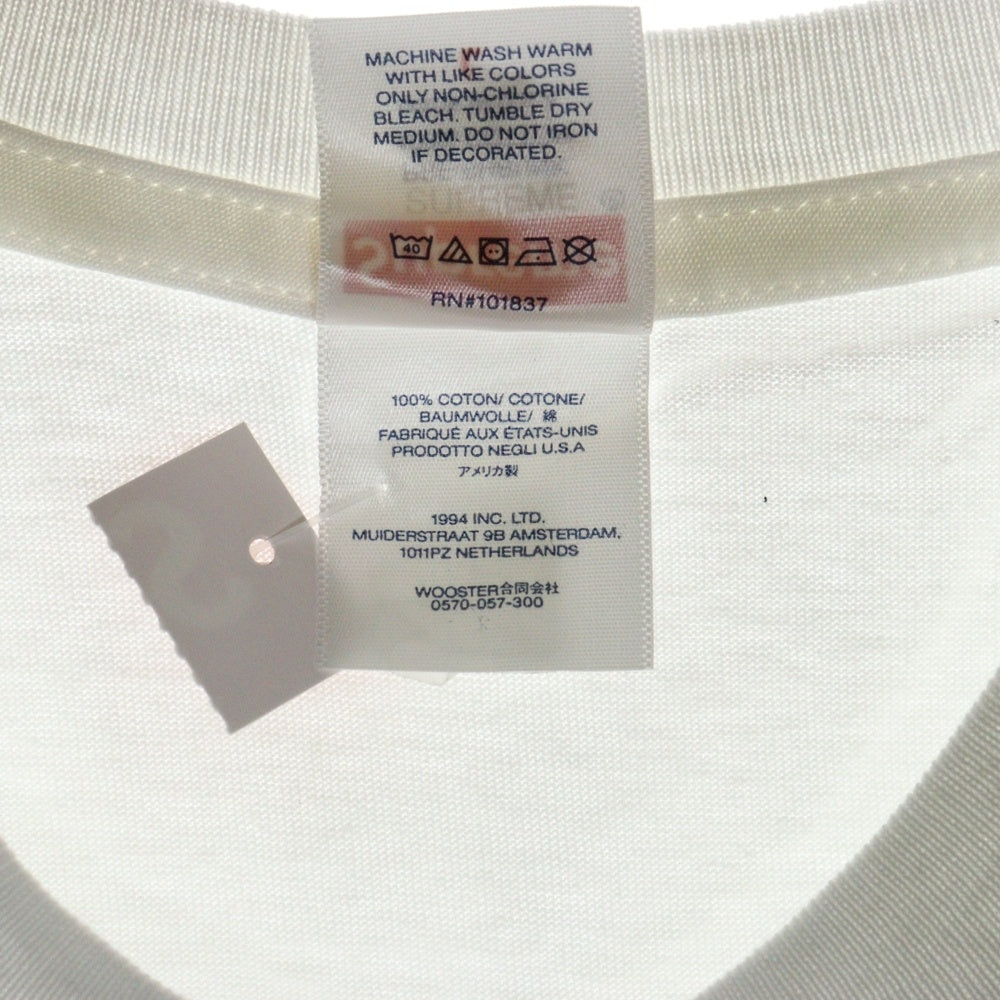 MACHINE WASH WARM
WITH LIKE COLORS
ONLY NON-CHLORINE
BLEACH. TUMBLE DRY
MEDIUM. DO NOT IRON
IF DECORATED.
SUPREME
40
RN#101837
100% COTON/ COTONE/
BAUMWOLLE/ 綿
FABRIQUÉ AUX ÉTATS-UNIS
PRODOTTO NEGLI U.S.A
アメリカ製
1994 INC. LTD.
MUIDERSTRAAT 9B AMSTERDAM,
1011PZ NETHERLANDS
WOOSTER合同会社
0570-057-300